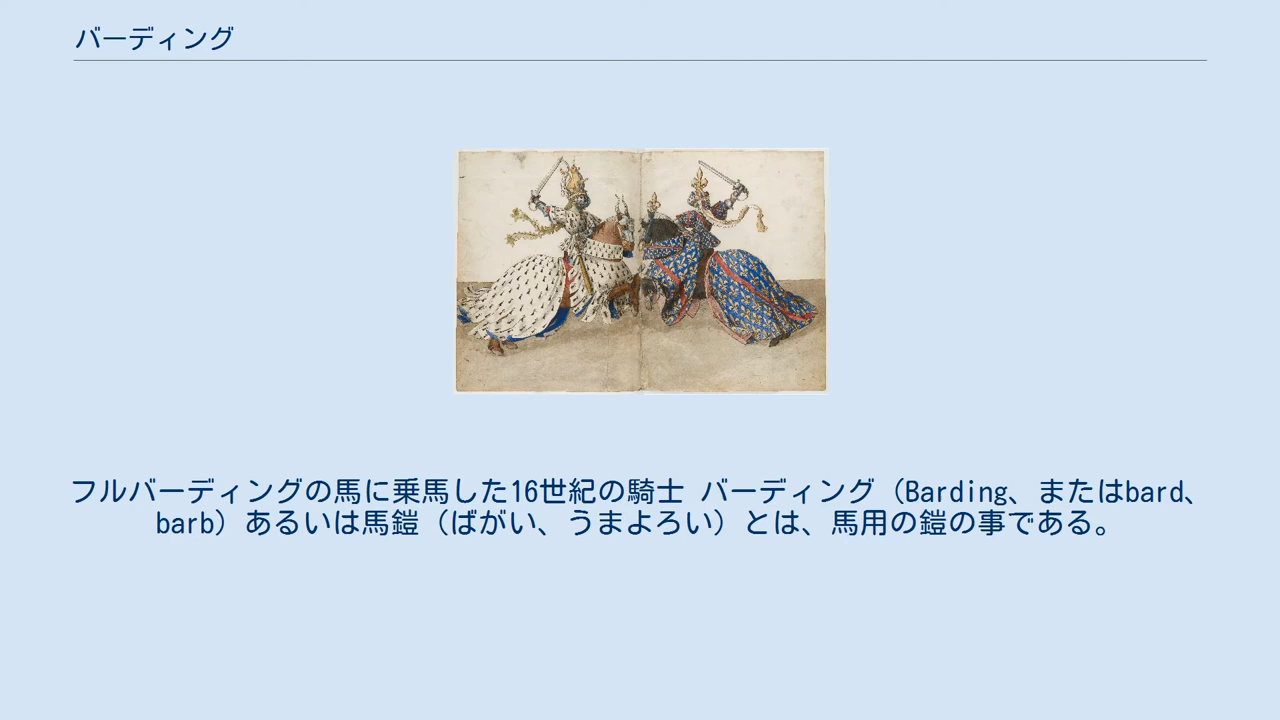 バーディング
フルバーディングの馬に乗馬した16世紀の騎士 バーディング（Barding、またはbard、
barb）あるいは馬鎧（ばがい、うまよろい）とは、馬用の鎧の事である。